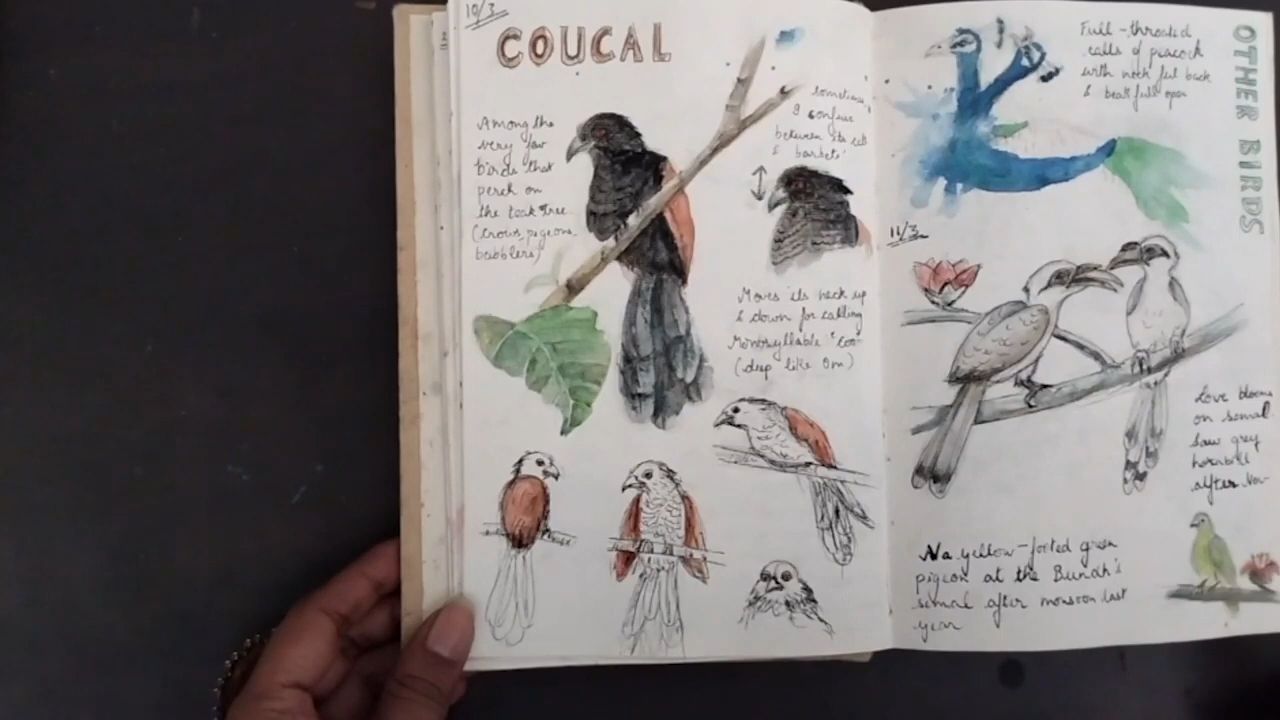 10/3
COUCAL
Among the
very few
birds that
perch on
the teak tree
(crows, pigeons,
babblers)
sometimes,
I confuse
between its call
& barbets'
Moves its neck up
& down for calling
Monosyllable 'coo'
(deep like Om)
Full-throated
calls of peacock
with neck full back
& beak full open
OTHER BIRDS
11/3
Love blooms
on semal
Saw grey
hornbill
after Nov
Na yellow-footed green
pigeon at the Bundh's
semal after monsoon last
year